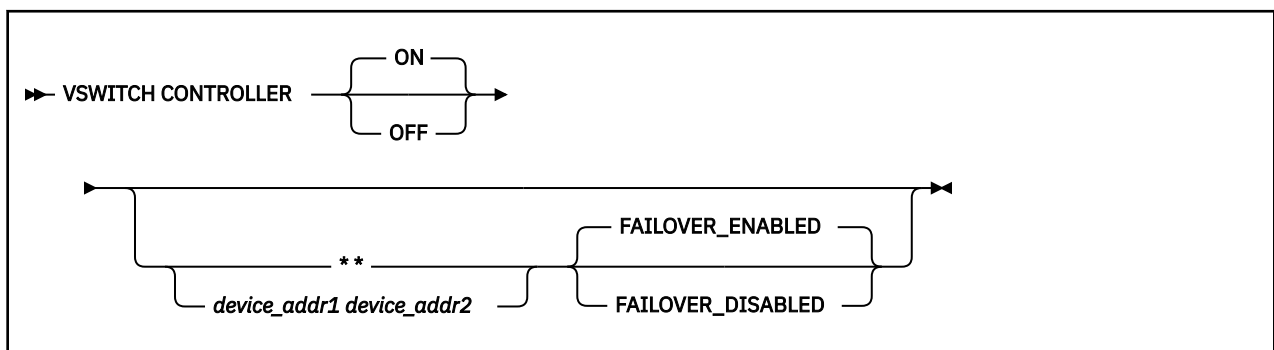 ON
VSWITCH CONTROLLER
OFF
FAILOVER_ENABLED
* *
device_addr1 device_addr2
FAILOVER_DISABLED